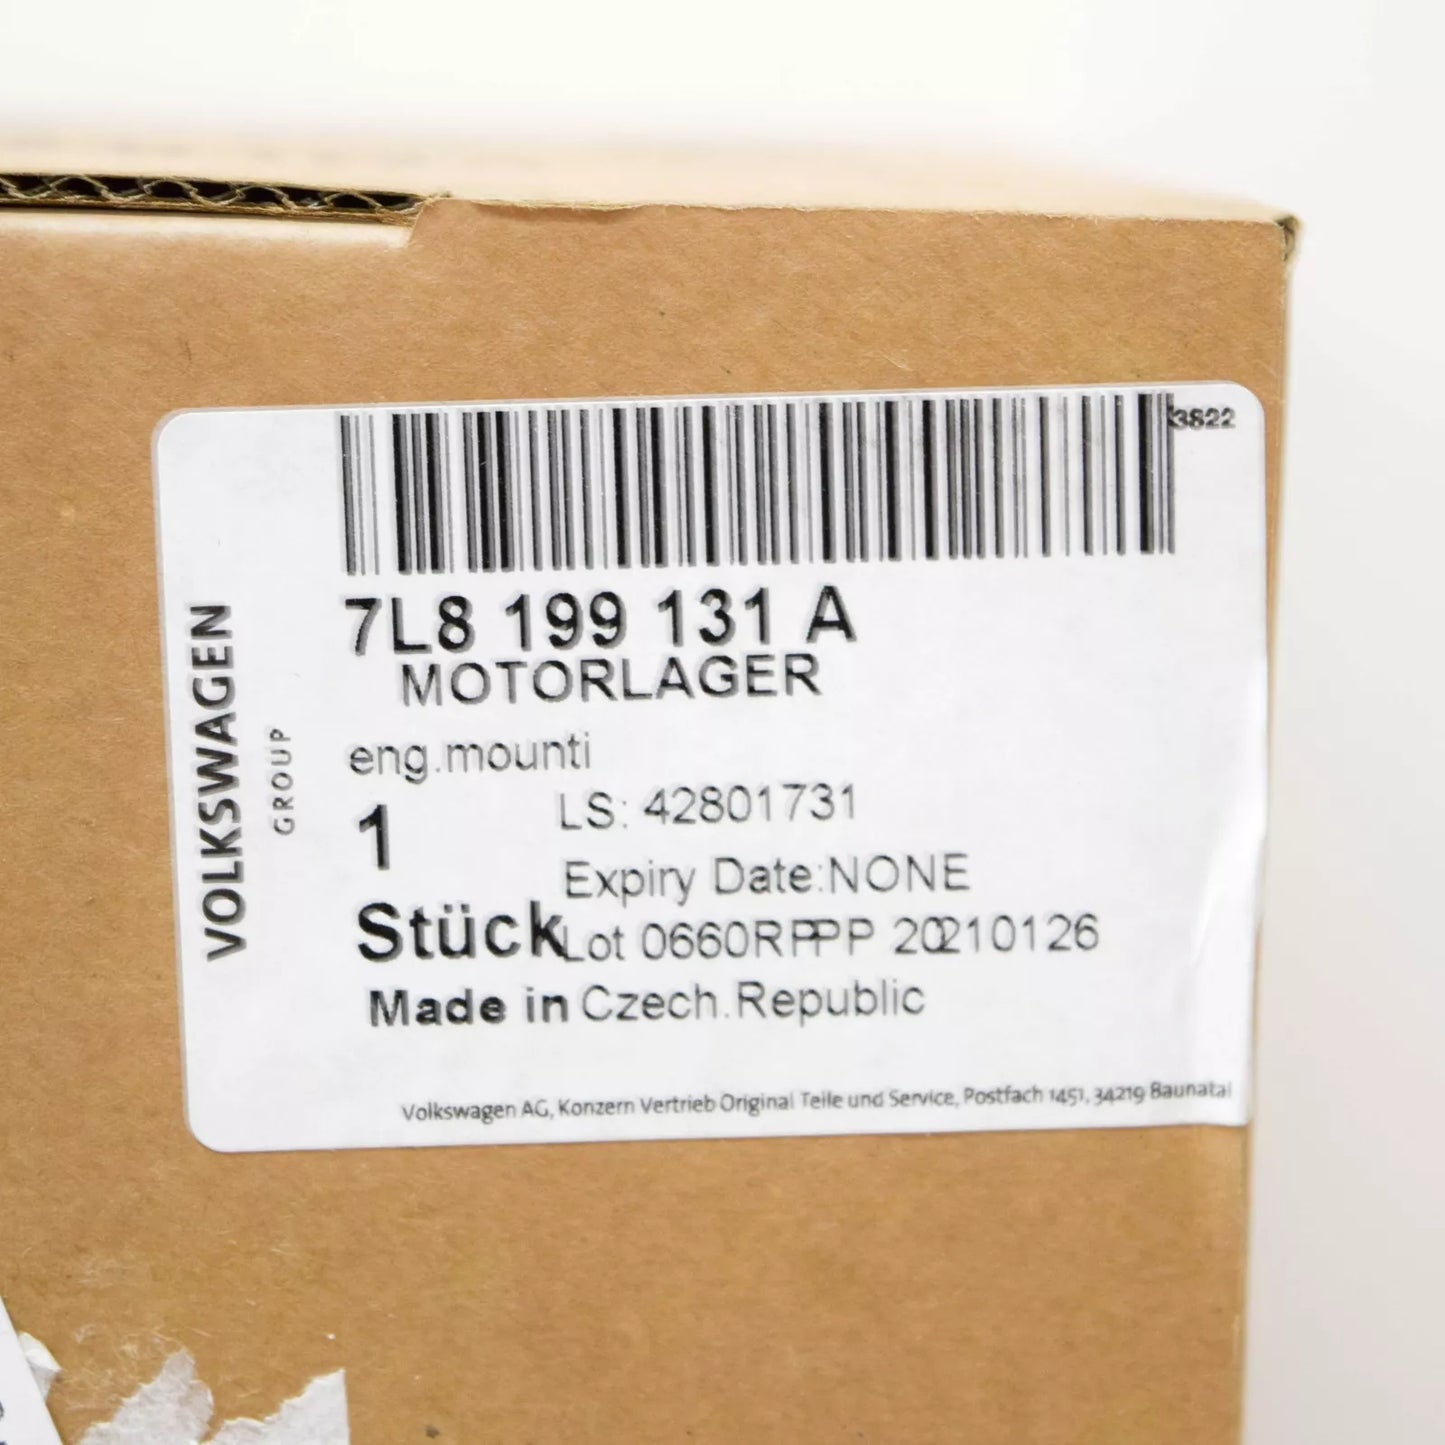 3822
7L8 199 131 A
MOTORLAGER
eng.mounti
1
LS: 42801731
Expiry Date:NONE
Stück
Lot 0660RPPP 20210126
Made in Czech.Republic
Volkswagen AG, Konzern Vertrieb Original Teile und Service, Postfach 1451, 34219 Baunatal
VOLKSWAGEN
GROUP